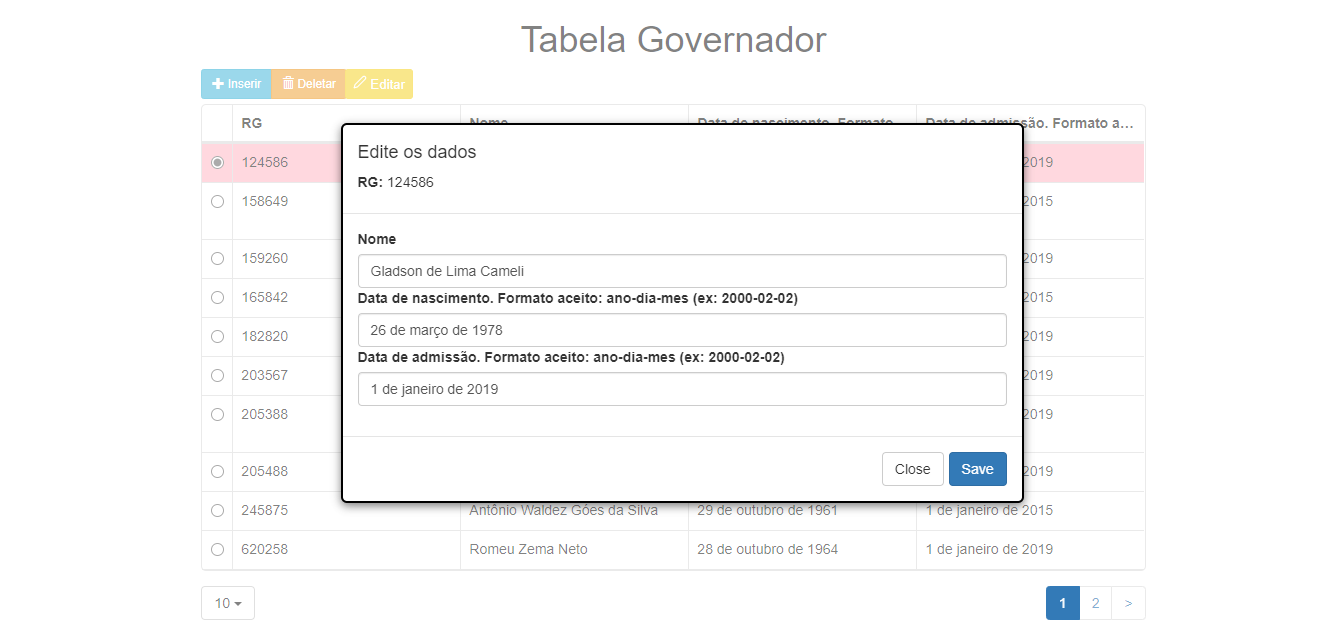 Tabela Governador
Inserir Deletar Editar
RG Nome Data de nascimento. Formato Data de admissão. Formato a...
124586 2019
158649 2015
159260 2019
165842 2015
182820 2019
203567 2019
205388 2019
205488 2019
245875 Antônio Waldez Góes da Silva 29 de outubro de 1961 1 de janeiro de 2015
620258 Romeu Zema Neto 28 de outubro de 1964 1 de janeiro de 2019
10
1 2 >
Edite os dados
RG: 124586
Nome
Gladson de Lima Cameli
Data de nascimento. Formato aceito: ano-dia-mes (ex: 2000-02-02)
26 de março de 1978
Data de admissão. Formato aceito: ano-dia-mes (ex: 2000-02-02)
1 de janeiro de 2019
Close Save